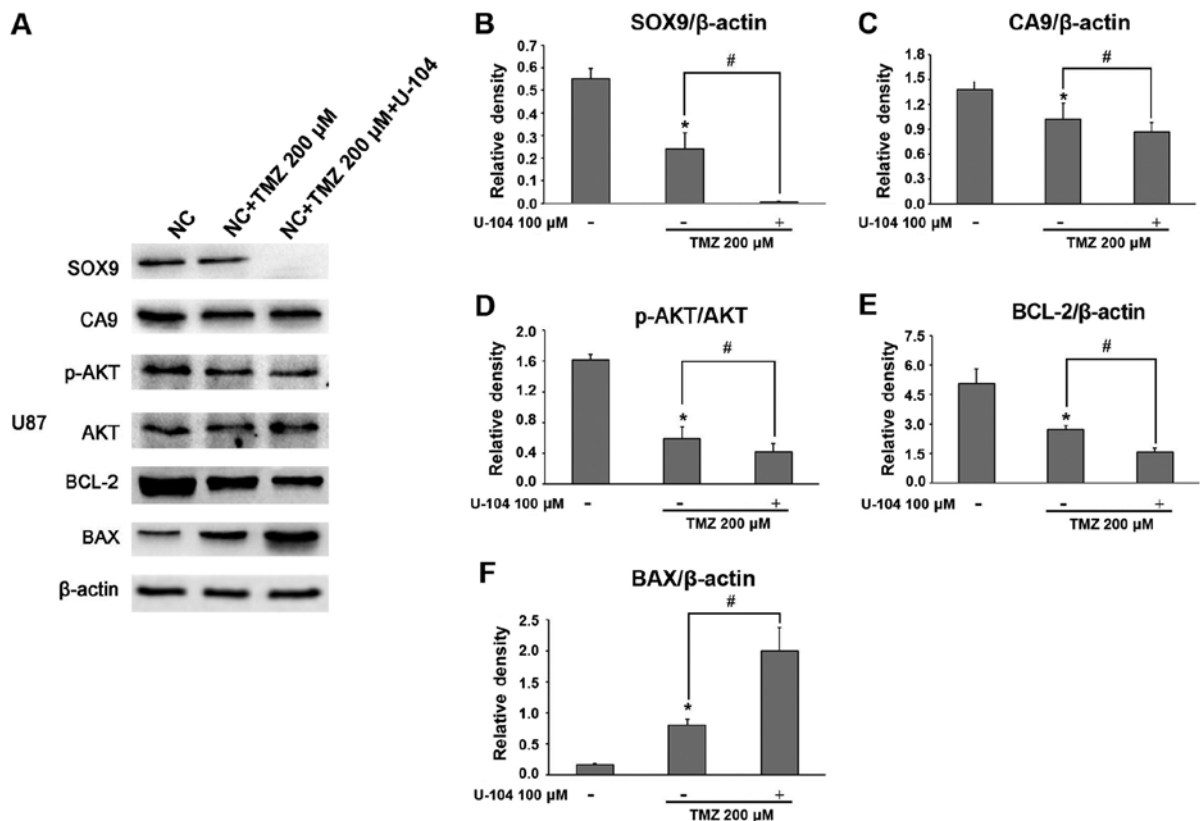 A
NC
NC+TMZ 200 µM
NC+TMZ 200 µM+U-104
U87
SOX9
CA9
p-AKT
AKT
BCL-2
BAX
β-actin
B
SOX9/β-actin
Relative density
0.7
0.6
0.5
0.4
0.3
0.2
0.1
0.0
*
#
U-104 100 µM - - +
TMZ 200 µM
C
CA9/β-actin
Relative density
1.8
1.5
1.2
0.9
0.6
0.3
0.0
*
#
U-104 100 µM - - +
TMZ 200 µM
D
p-AKT/AKT
Relative density
2.0
1.6
1.2
0.8
0.4
0.0
*
#
U-104 100 µM - - +
TMZ 200 µM
E
BCL-2/β-actin
Relative density
7.5
6.0
4.5
3.0
1.5
0.0
*
#
U-104 100 µM - - +
TMZ 200 µM
F
BAX/β-actin
Relative density
2.5
2.0
1.5
1.0
0.5
0.0
*
#
U-104 100 µM - - +
TMZ 200 µM